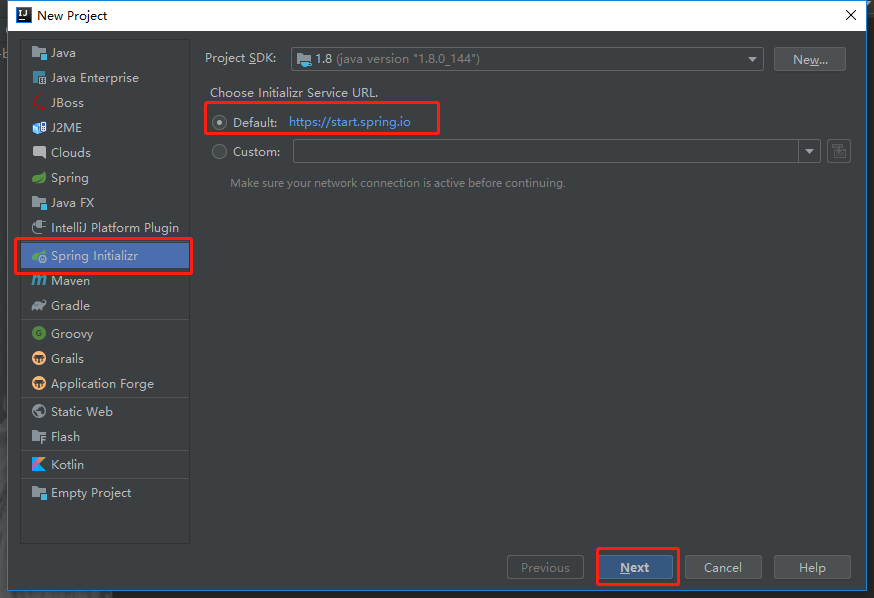 New Project
Java
Java Enterprise
JBoss
J2ME
Clouds
Spring
Java FX
IntelliJ Platform Plugin
Spring Initializr
Maven
Gradle
Groovy
Grails
Application Forge
Static Web
Flash
Kotlin
Empty Project
Project SDK: 1.8 (java version "1.8.0_144") New...
Choose Initializr Service URL.
Default: https://start.spring.io
Custom:
Make sure your network connection is active before continuing.
Previous Next Cancel Help